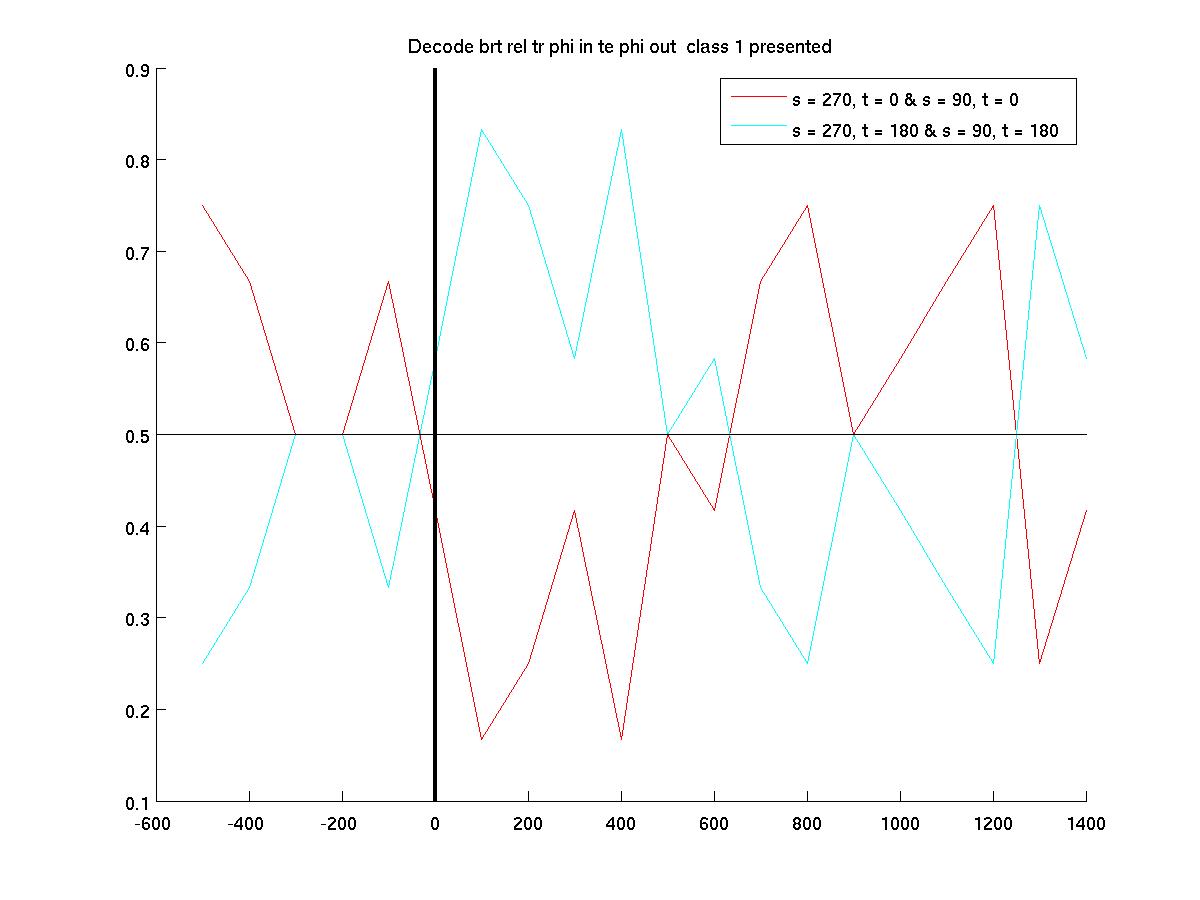 Decode brt rel tr phi in te phi out  class 1 presented
s = 270, t = 0 & s = 90, t = 0
s = 270, t = 180 & s = 90, t = 180
0.9
0.8
0.7
0.6
0.5
0.4
0.3
0.2
0.1
-600 -400 -200 0 200 400 600 800 1000 1200 1400